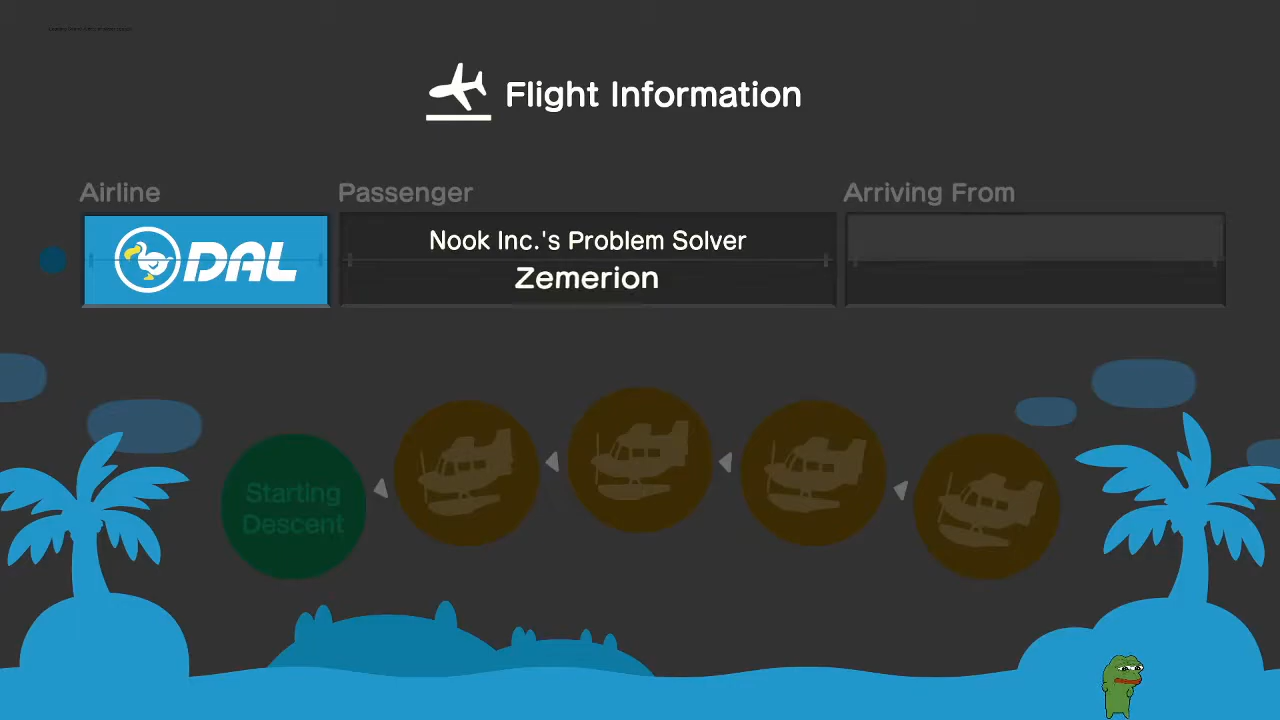 Flight Information
Airline
Passenger
Arriving From
DAL
Nook Inc.'s Problem Solver
Zemerion
Starting
Descent